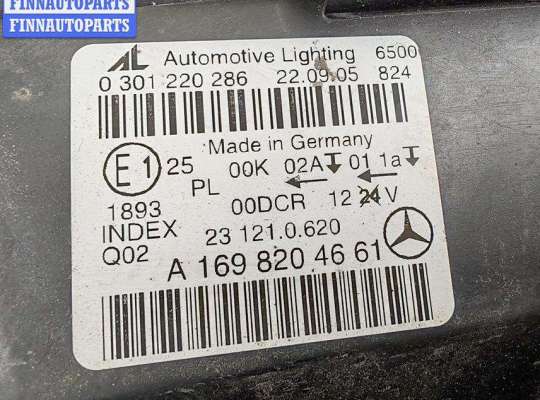 FINNAUTOPARTS
FINNAUTOPARTS
AL Automotive Lighting 6500
0 301 220 286 22.09.05 824
Made in Germany
E1 25 00K 02A 01 1a
PL
1893 00DCR 12 24 V
INDEX 23 121.0.620
Q02
A 169 820 46 61